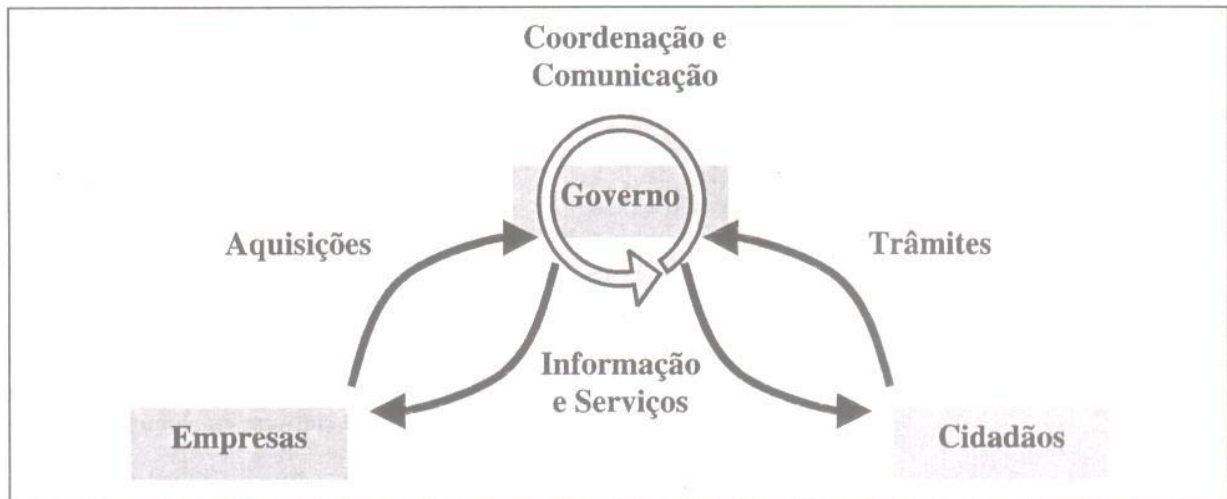 Coordenação e
Comunicação
Governo
Aquisições
Trâmites
Informação
e Serviços
Empresas
Cidadãos